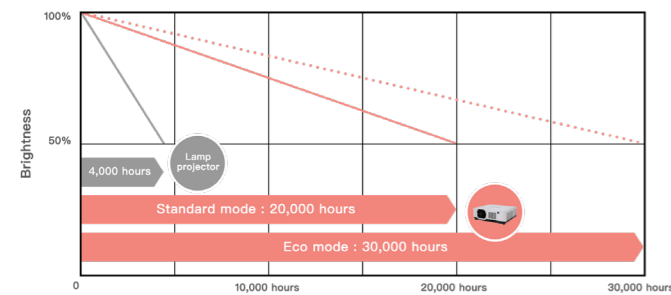 100%
Brightness
50%
4,000 hours
Lamp
projector
Standard mode : 20,000 hours
Eco mode : 30,000 hours
0
10,000 hours
20,000 hours
30,000 hours